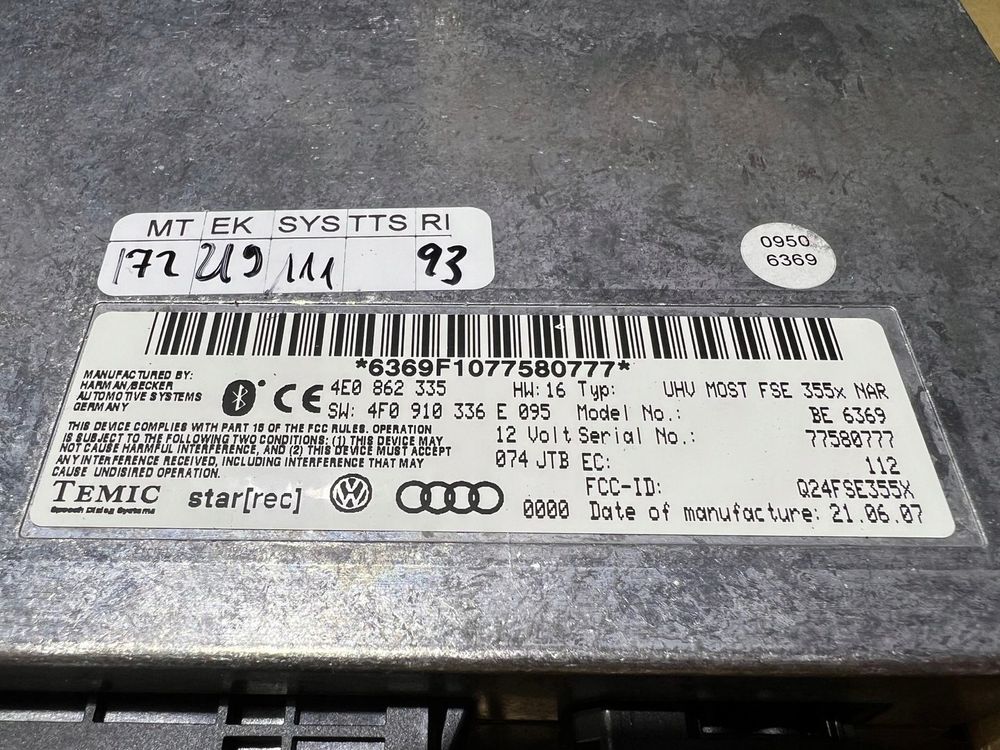 MT EK SYS TTS RI
172 219 111 93
0950
6369
*6369F1077580777*
MANUFACTURED BY:
HARMAN/BECKER
AUTOMOTIVE SYSTEMS
GERMANY
CE
4E0 862 335 HW: 16 Typ: UHV MOST FSE 355x NAR
SW: 4F0 910 336 E 095 Model No.: BE 6369
12 Volt Serial No.: 77580777
074 JTB EC: 112
FCC-ID: Q24FSE355X
0000 Date of manufacture: 21.06.07
THIS DEVICE COMPLIES WITH PART 15 OF THE FCC RULES. OPERATION
IS SUBJECT TO THE FOLLOWING TWO CONDITIONS: (1) THIS DEVICE MAY
NOT CAUSE HARMFUL INTERFERENCE, AND (2) THIS DEVICE MUST ACCEPT
ANY INTERFERENCE RECEIVED, INCLUDING INTERFERENCE THAT MAY
CAUSE UNDISIRED OPERATION.
TEMIC
Speech Dialog Systems
star[rec]